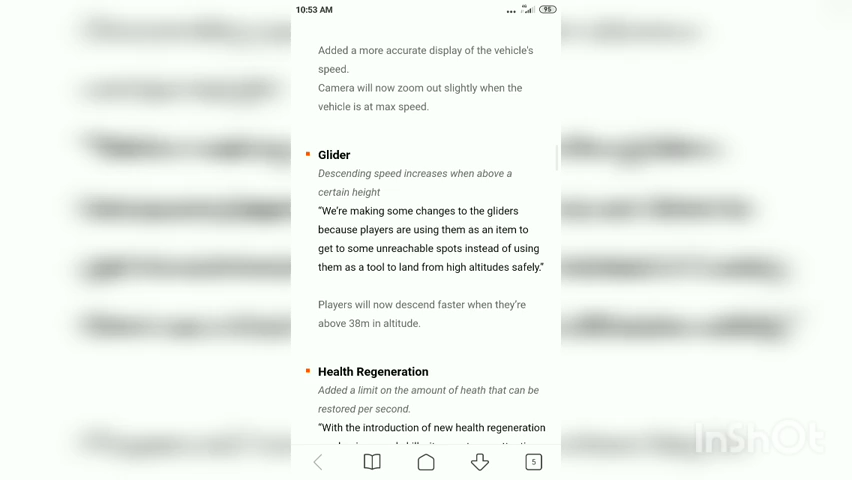 10:53 AM
4G
95
Added a more accurate display of the vehicle's
speed.
Camera will now zoom out slightly when the
vehicle is at max speed.
Glider
Descending speed increases when above a
certain height
“We’re making some changes to the gliders
because players are using them as an item to
get to some unreachable spots instead of using
them as a tool to land from high altitudes safely.”
Players will now descend faster when they’re
above 38m in altitude.
Health Regeneration
Added a limit on the amount of heath that can be
restored per second.
“With the introduction of new health regeneration
InShOt
5